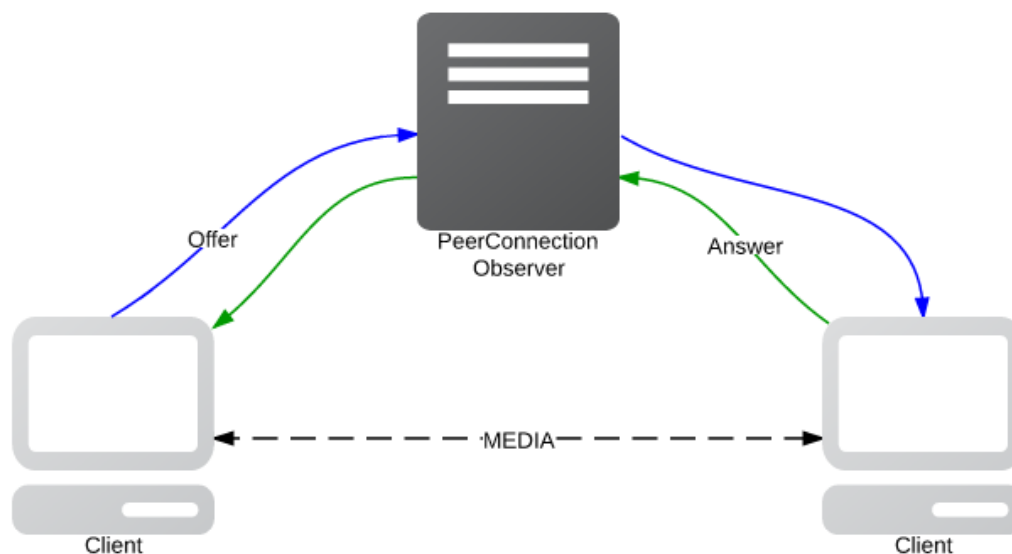 PeerConnection
Observer
Offer
Answer
MEDIA
Client
Client